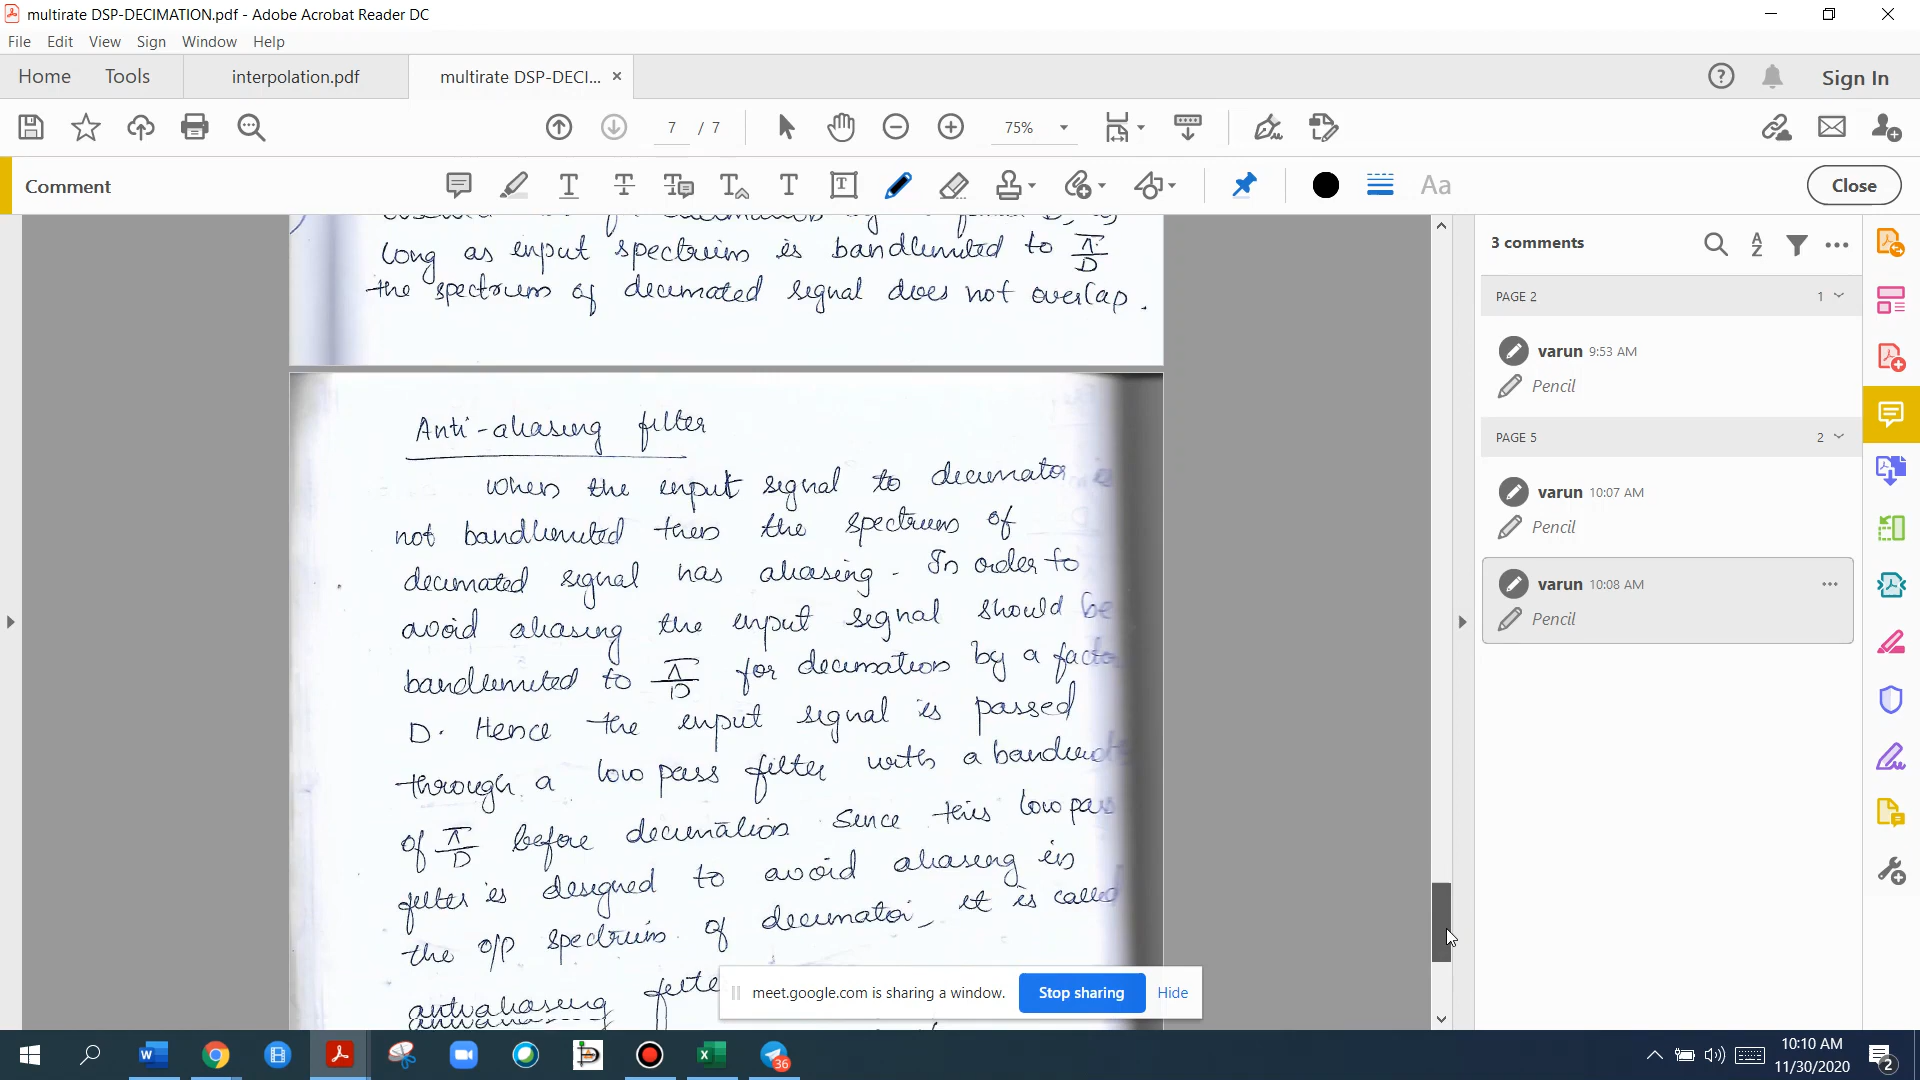 multirate DSP-DECIMATION.pdf - Adobe Acrobat Reader DC
File Edit View Sign Window Help
Home Tools interpolation.pdf multirate DSP-DECI... × Sign In
7 / 7 75%
Comment Aa Close
long as input spectrum is bandlimited to π/D
the spectrum of decimated signal does not overlap.
Anti-aliasing filter
When the input signal to decimator is
not bandlimited then the spectrum of
decimated signal has aliasing. In order to
avoid aliasing the input signal should be
bandlimited to π/D for decimation by a factor
D. Hence the input signal is passed
through a low pass filter with a
of π/D before decimation. Since this low pass
filter is designed to avoid aliasing in
the o/p spectrum of decimator, it is called
antialiasing
3 comments
PAGE 2 1
varun 9:53 AM
Pencil
PAGE 5 2
varun 10:07 AM
Pencil
varun 10:08 AM
Pencil
meet.google.com is sharing a window. Stop sharing Hide
36
10:10 AM
11/30/2020
2